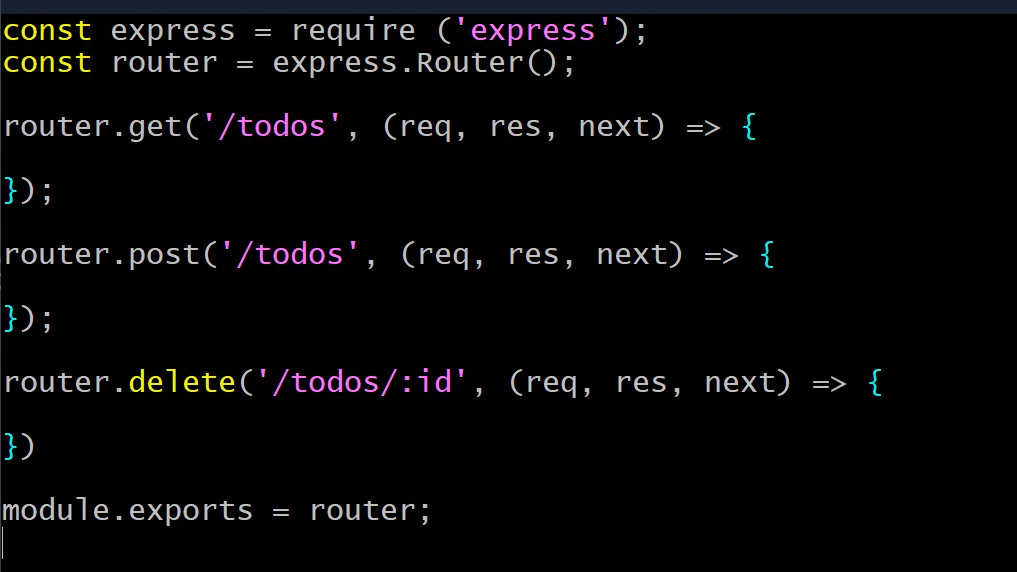 const express = require ('express');
const router = express.Router();
router.get('/todos', (req, res, next) => {
});
router.post('/todos', (req, res, next) => {
});
router.delete('/todos/:id', (req, res, next) => {
})
module.exports = router;